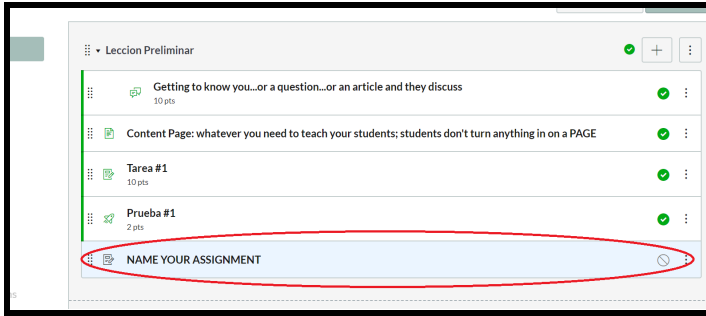 Leccion Preliminar
Getting to know you...or a question...or an article and they discuss
10 pts
Content Page: whatever you need to teach your students; students don't turn anything in on a PAGE
Tarea #1
10 pts
Prueba #1
2 pts
NAME YOUR ASSIGNMENT